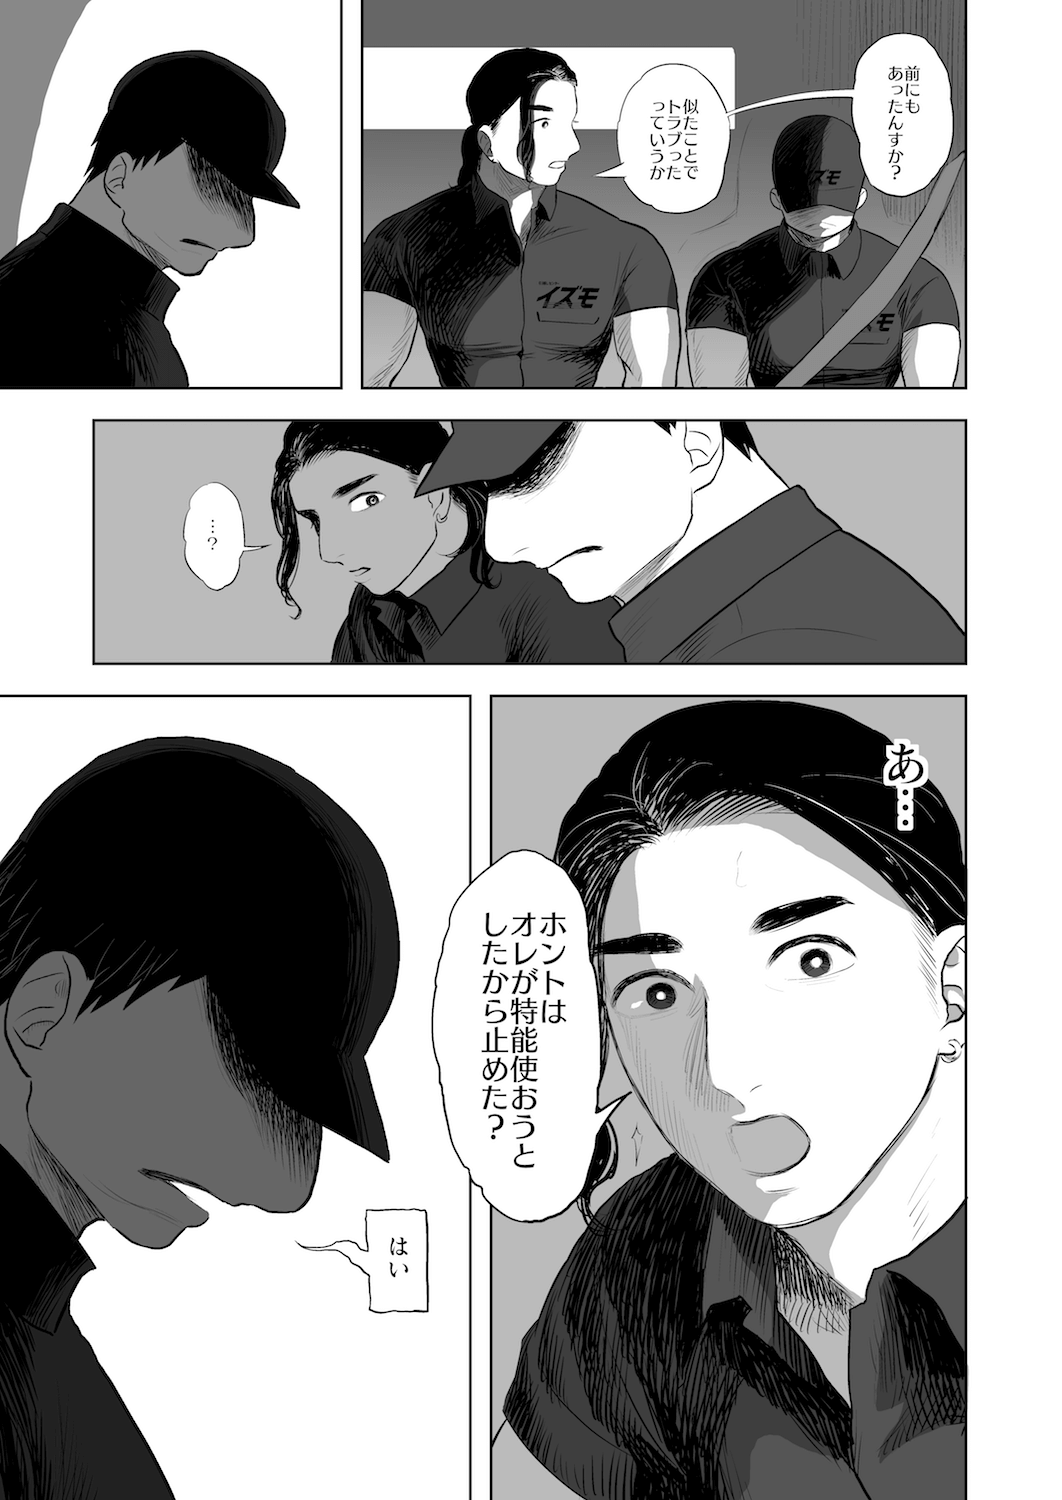 前にも
あったんすか?
似たことで
トラブった
っていうか
イズモ
イズモ
ズモ
…?
あ…
ホントは
オレが特能使おうと
したから止めた?
はい